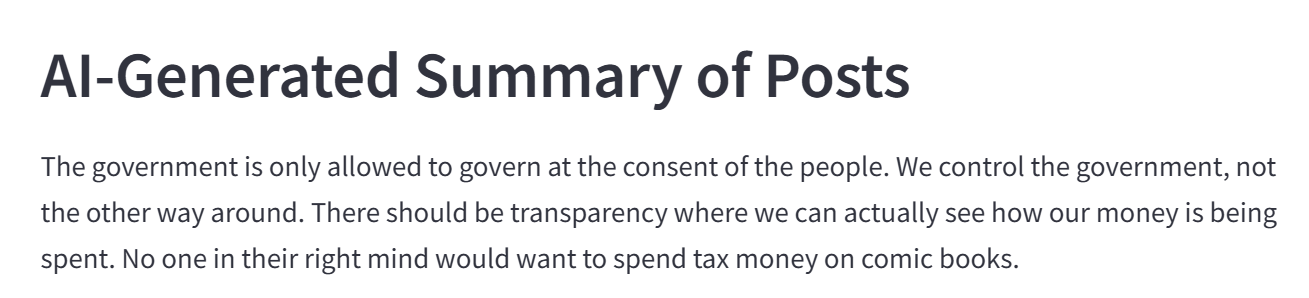 AI-Generated Summary of Posts
The government is only allowed to govern at the consent of the people. We control the government, not
the other way around. There should be transparency where we can actually see how our money is being
spent. No one in their right mind would want to spend tax money on comic books.